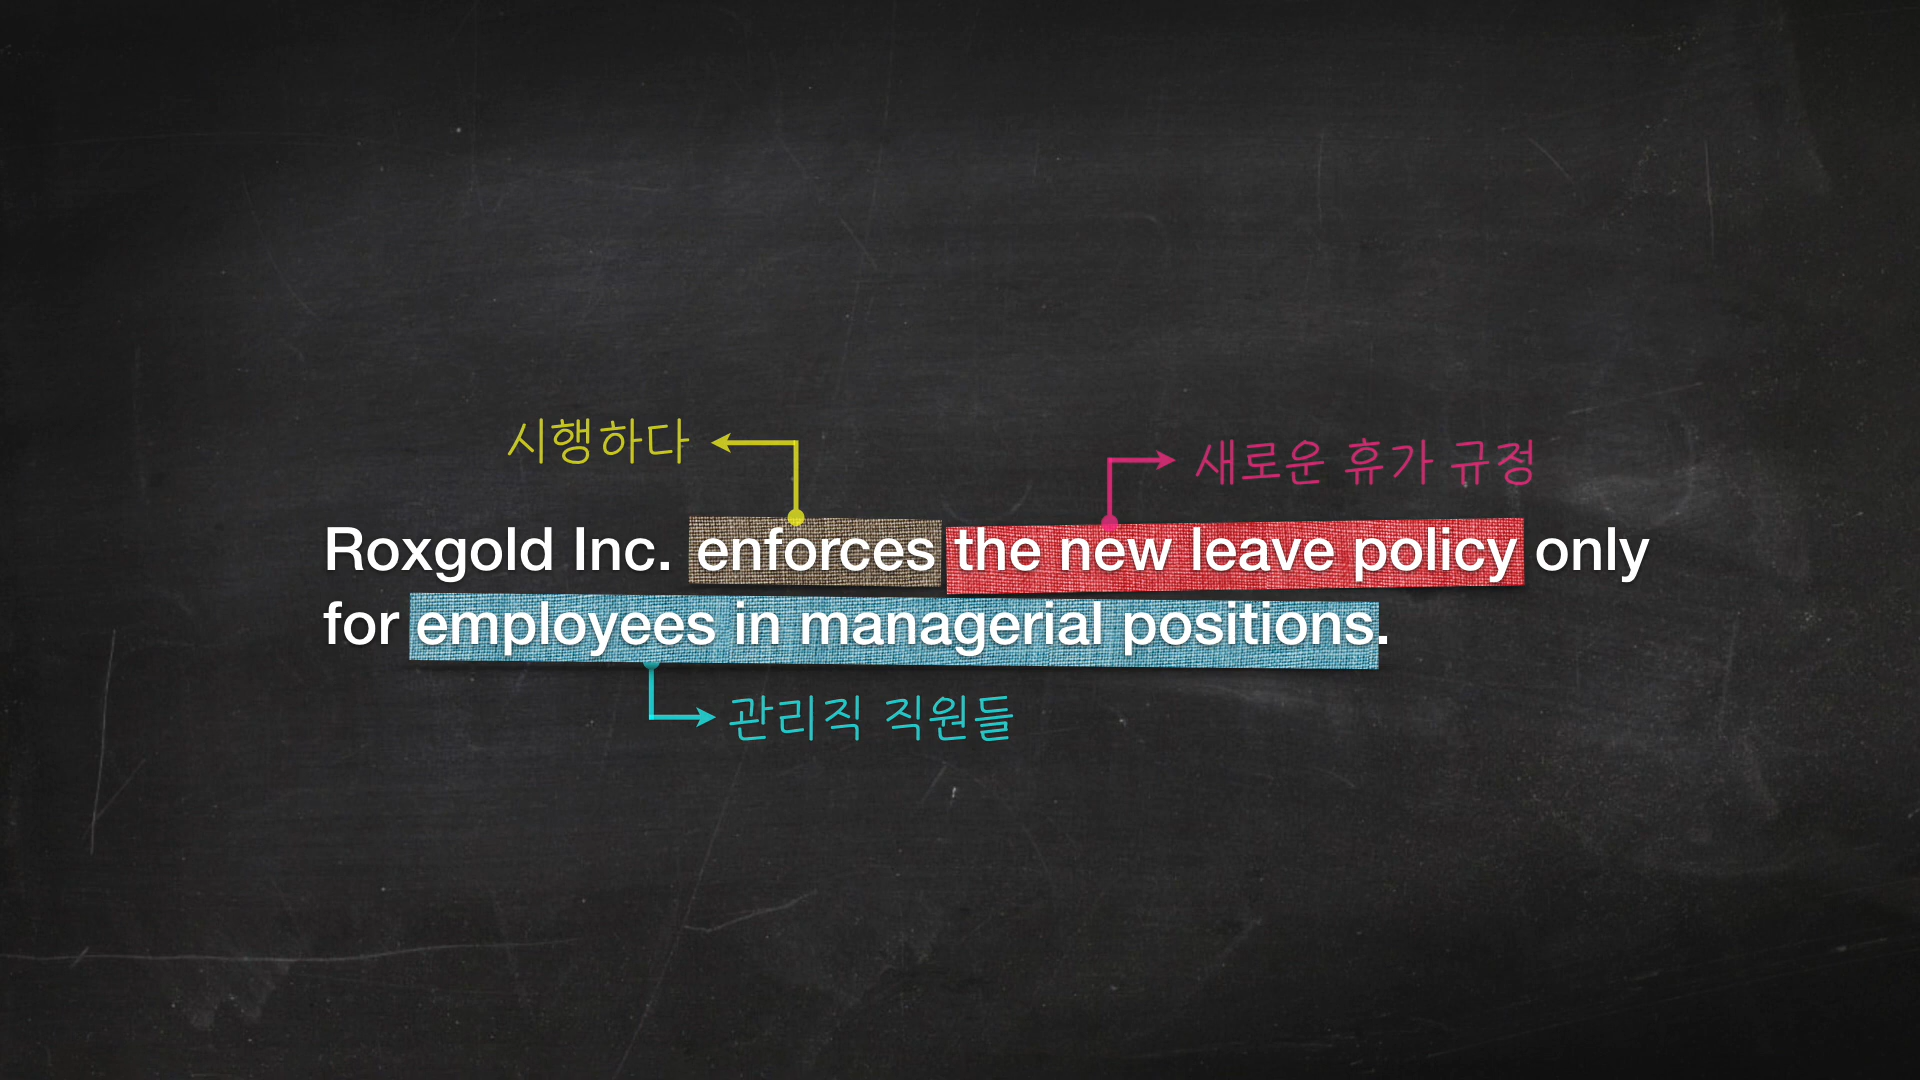 시행하다
새로운 휴가 규정
Roxgold Inc. enforces the new leave policy only
for employees in managerial positions.
관리직 직원들